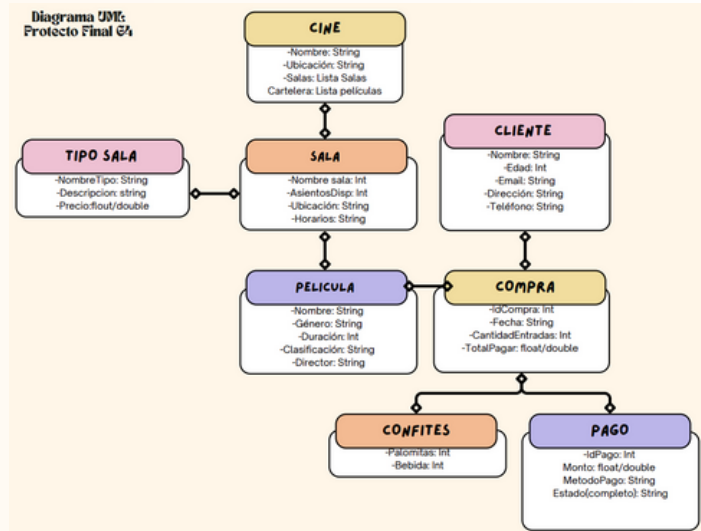 Diagrama UML
Protecto Final G4
CINE
-Nombre: String
-Ubicación: String
-Salas: Lista Salas
Cartelera: Lista películas
TIPO SALA
-NombreTipo: String
-Descripcion: string
-Precio:flout/double
SALA
-Nombre sala: Int
-AsientosDisp: Int
-Ubicación: String
-Horarios: String
CLIENTE
-Nombre: String
-Edad: Int
-Email: String
-Dirección: String
-Teléfono: String
PELICULA
-Nombre: String
-Género: String
-Duración: Int
-Clasificación: String
-Director: String
COMPRA
-IdCompra: Int
-Fecha: String
-CantidadEntradas: Int
-TotalPagar: float/double
CONFITES
-Palomitas: Int
-Bebida: Int
PAGO
-IdPago: Int
Monto: float/double
MetodoPago: String
Estado(completo): String